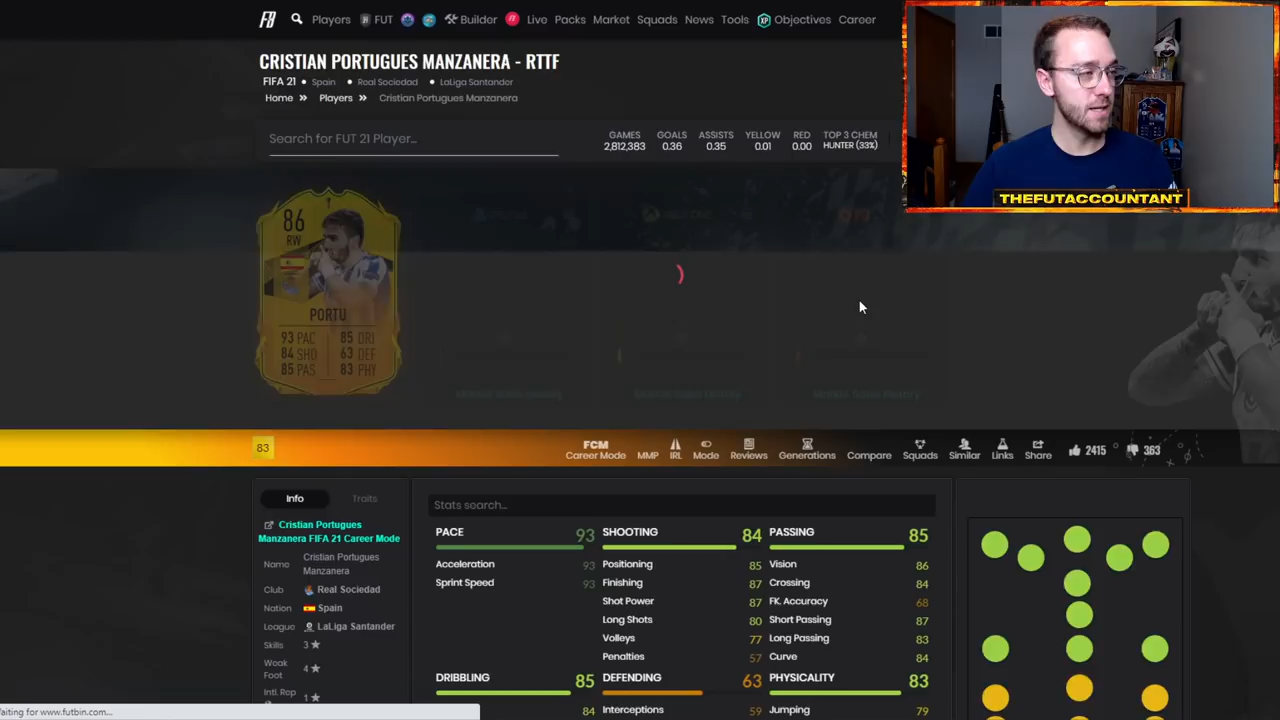 Players FUT Builder Live Packs Market Squads News Tools XP Objectives Career
CRISTIAN PORTUGUES MANZANERA - RTTF
FIFA 21 • Spain • Real Sociedad • LaLiga Santander
Home Players Cristian Portugues Manzanera
Search for FUT 21 Player...
GAMES GOALS ASSISTS YELLOW RED TOP 3 CHEM
2,812,383 0.36 0.35 0.01 0.00 HUNTER (33%)
THEFUTACCOUNTANT
86
RW
PORTU
93 PAC 85 DRI
84 SHO 63 DEF
85 PAS 83 PHY
83
FCM
Career Mode MMP IRL Mode Reviews Generations Compare Squads Similar Links Share 2415 363
Info Traits
Cristian Portugues
Manzanera FIFA 21 Career Mode
Name Cristian Portugues
Manzanera
Club Real Sociedad
Nation Spain
League LaLiga Santander
Skills 3
Weak
Foot 4
Intl. Rep 1
Stats search...
PACE 93
Acceleration 93
Sprint Speed 93
SHOOTING 84
Positioning 85
Finishing 87
Shot Power 87
Long Shots 80
Volleys 77
Penalties 57
PASSING 85
Vision 86
Crossing 84
FK. Accuracy 68
Short Passing 87
Long Passing 83
Curve 84
DRIBBLING 85
84
DEFENDING 63
Interceptions 59
PHYSICALITY 83
Jumping 79
Waiting for www.futbin.com...